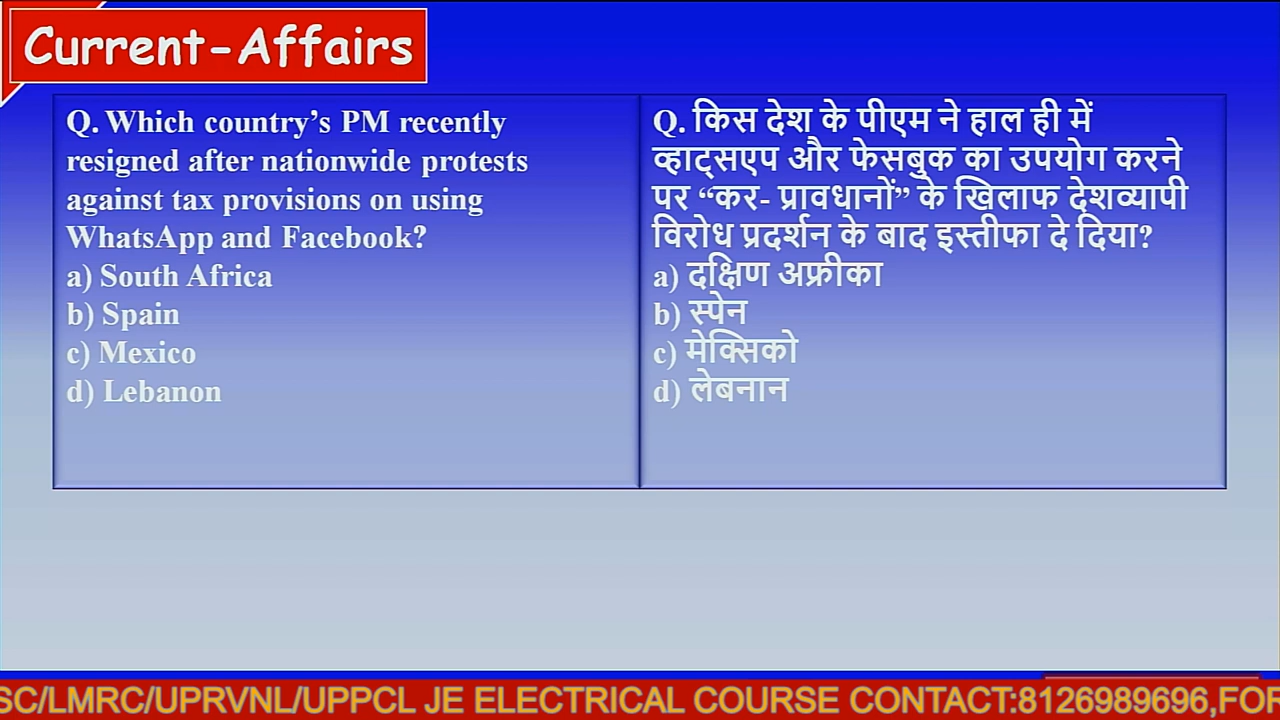 Current-Affairs
Q. Which country’s PM recently
resigned after nationwide protests
against tax provisions on using
WhatsApp and Facebook?
a) South Africa
b) Spain
c) Mexico
d) Lebanon
Q. किस देश के पीएम ने हाल ही में
व्हाट्सएप और फेसबुक का उपयोग करने
पर “कर- प्रावधानों” के खिलाफ देशव्यापी
विरोध प्रदर्शन के बाद इस्तीफा दे दिया?
a) दक्षिण अफ्रीका
b) स्पेन
c) मेक्सिको
d) लेबनान
SC/LMRC/UPRVNL/UPPCL JE ELECTRICAL COURSE CONTACT:8126989696,FOR